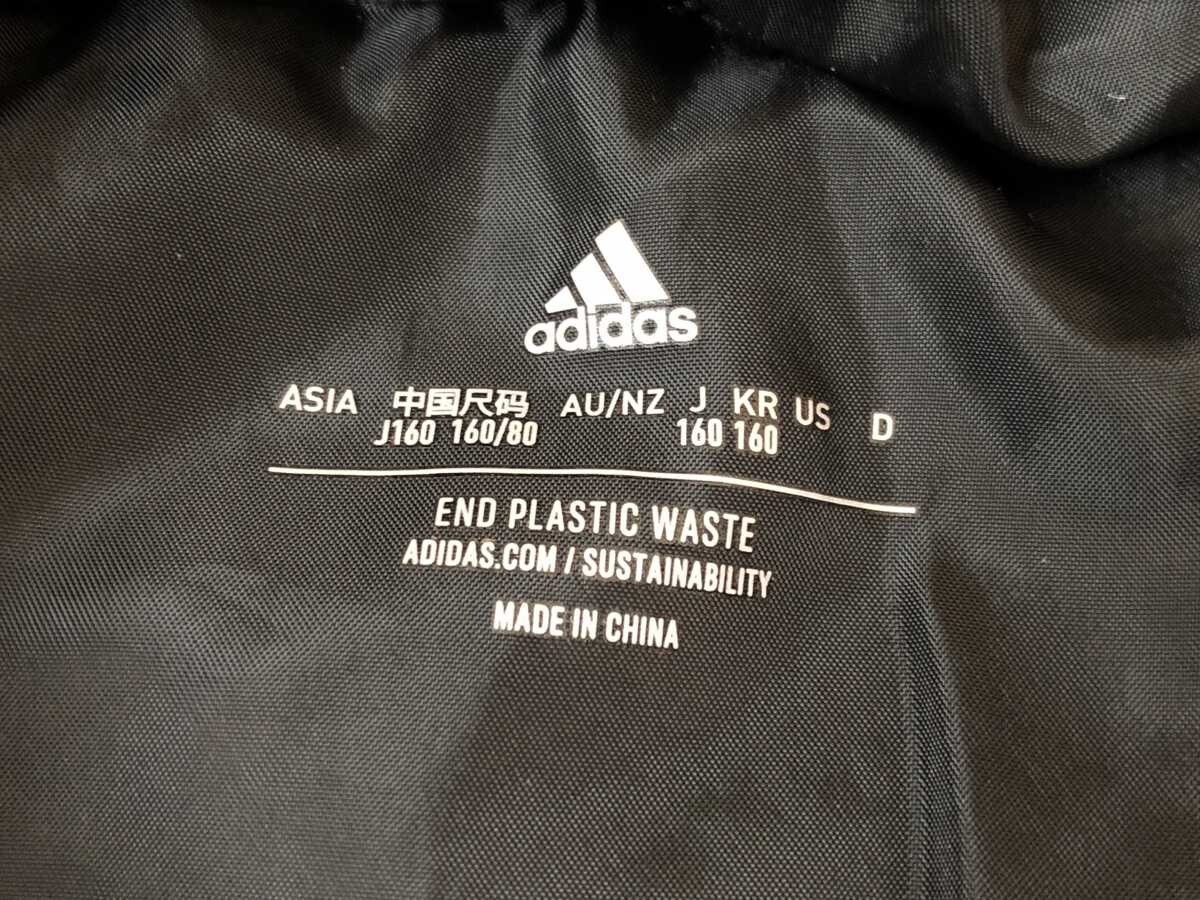 adidas
ASIA 中国尺码 AU/NZ J KR US D
J160 160/80 160 160
END PLASTIC WASTE
ADIDAS.COM / SUSTAINABILITY
MADE IN CHINA